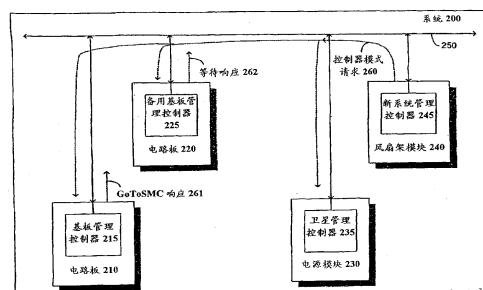 系统 200
250
等待响应 262
控制器模式
请求 260
备用基板管
理控制器
225
电路板 220
新系统管理
控制器 245
风扇架模块 240
GoToSMC 响应 261
基板管理
控制器 215
电路板 210
卫星管理
控制器 235
电源模块 230